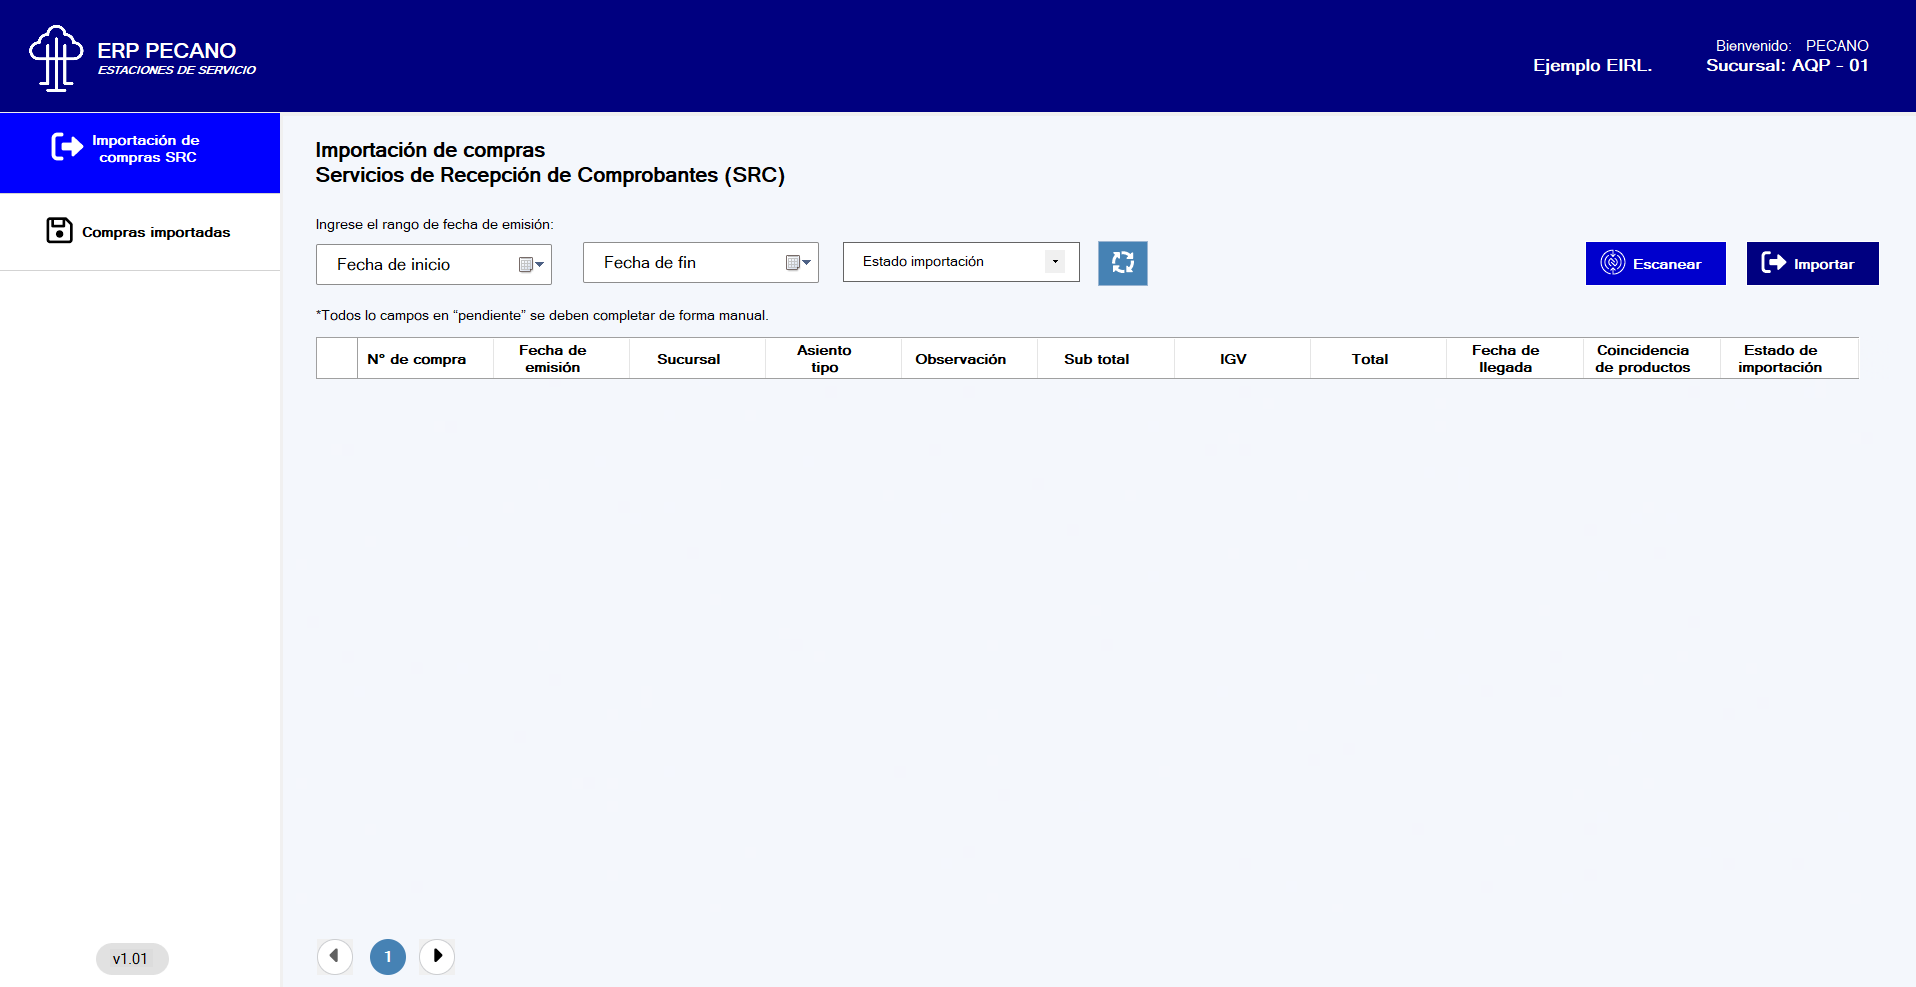 ERP PECANO
ESTACIONES DE SERVICIO
Ejemplo EIRL.
Bienvenido: PECANO
Sucursal: AQP - 01
Importación de
compras SRC
Compras importadas
v1.01
Importación de compras
Servicios de Recepción de Comprobantes (SRC)
Ingrese el rango de fecha de emisión:
Fecha de inicio
Fecha de fin
Estado importación
Escanear
Importar
*Todos lo campos en “pendiente” se deben completar de forma manual.
N° de compra
Fecha de
emisión
Sucursal
Asiento
tipo
Observación
Sub total
IGV
Total
Fecha de
llegada
Coincidencia
de productos
Estado de
importación
1